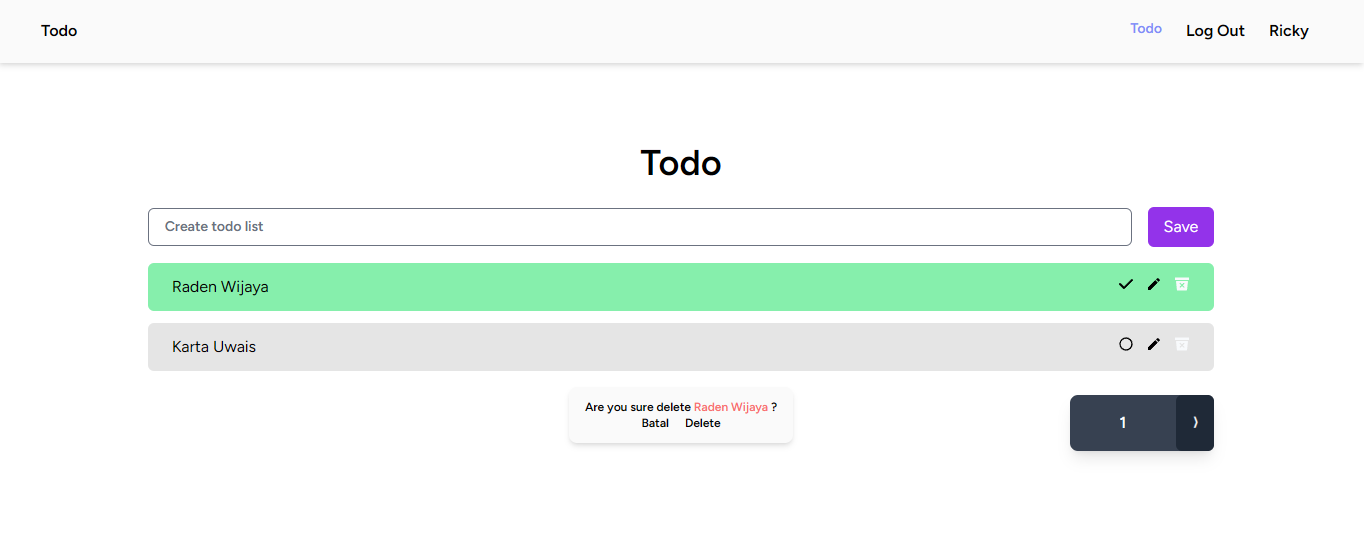 Todo
Todo Log Out Ricky
Todo
Create todo list
Save
Raden Wijaya
Karta Uwais
Are you sure delete Raden Wijaya ?
Batal Delete
1 ⟩